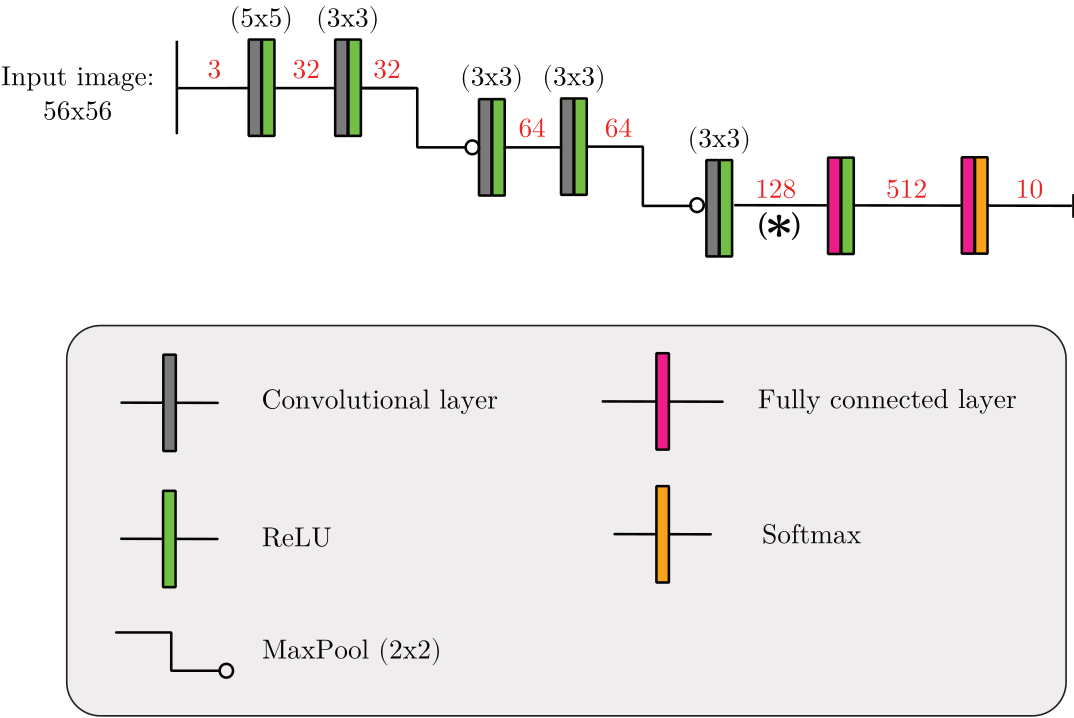 (5x5) (3x3)
Input image:
56x56
3 32 32
(3x3) (3x3)
64 64
(3x3)
128 512 10
(*)
Convolutional layer
Fully connected layer
ReLU
Softmax
MaxPool (2x2)